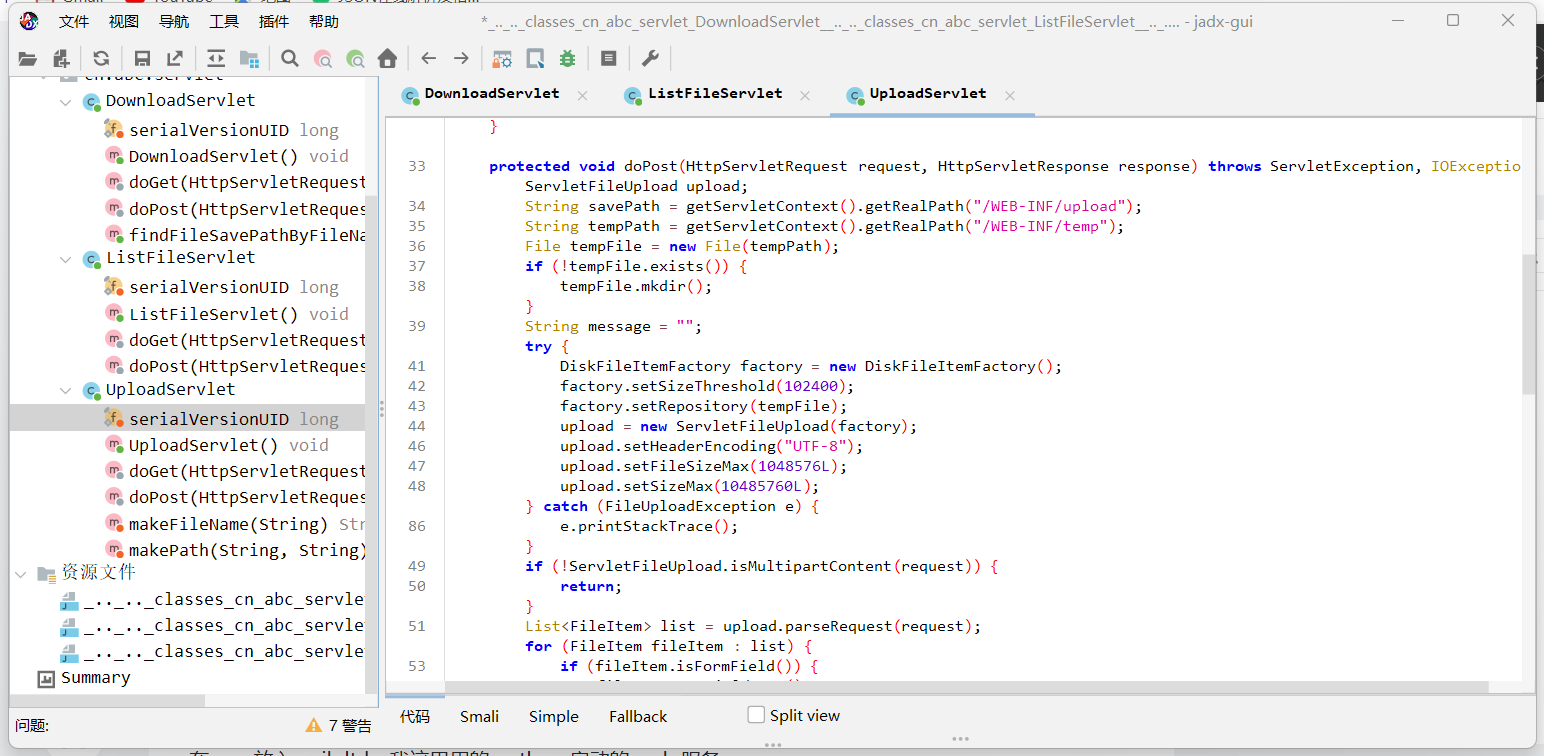 文件 视图 导航 工具 插件 帮助
*_.._.._classes_cn_abc_servlet_DownloadServlet__.._.._classes_cn_abc_servlet_ListFileServlet__.._.... - jadx-gui
cn.abc.servlet
DownloadServlet
serialVersionUID long
DownloadServlet() void
doGet(HttpServletRequest
doPost(HttpServletReques
findFileSavePathByFileNa
ListFileServlet
serialVersionUID long
ListFileServlet() void
doGet(HttpServletRequest
doPost(HttpServletReques
UploadServlet
serialVersionUID long
UploadServlet() void
doGet(HttpServletRequest
doPost(HttpServletReques
makeFileName(String) Str
makePath(String, String)
资源文件
_.._.._classes_cn_abc_servle
_.._.._classes_cn_abc_servle
_.._.._classes_cn_abc_servle
Summary
问题: 7 警告
DownloadServlet ListFileServlet UploadServlet
}
33 protected void doPost(HttpServletRequest request, HttpServletResponse response) throws ServletException, IOExceptio
ServletFileUpload upload;
34 String savePath = getServletContext().getRealPath("/WEB-INF/upload");
35 String tempPath = getServletContext().getRealPath("/WEB-INF/temp");
36 File tempFile = new File(tempPath);
37 if (!tempFile.exists()) {
38 tempFile.mkdir();
}
39 String message = "";
try {
41 DiskFileItemFactory factory = new DiskFileItemFactory();
42 factory.setSizeThreshold(102400);
43 factory.setRepository(tempFile);
44 upload = new ServletFileUpload(factory);
46 upload.setHeaderEncoding("UTF-8");
47 upload.setFileSizeMax(1048576L);
48 upload.setSizeMax(10485760L);
} catch (FileUploadException e) {
86 e.printStackTrace();
}
49 if (!ServletFileUpload.isMultipartContent(request)) {
50 return;
}
51 List<FileItem> list = upload.parseRequest(request);
for (FileItem fileItem : list) {
53 if (fileItem.isFormField()) {
代码 Smali Simple Fallback Split view